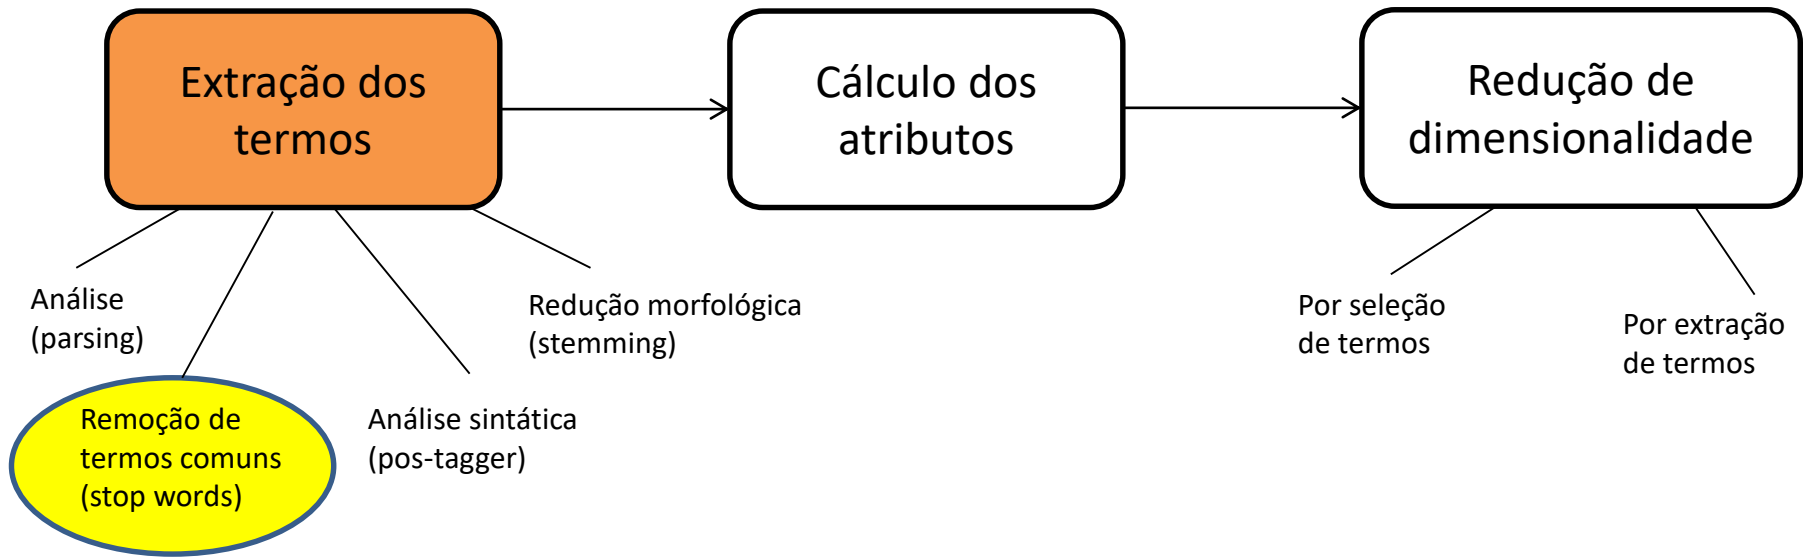 Extração dos
termos
Cálculo dos
atributos
Redução de
dimensionalidade
Análise
(parsing)
Remoção de
termos comuns
(stop words)
Análise sintática
(pos-tagger)
Redução morfológica
(stemming)
Por seleção
de termos
Por extração
de termos